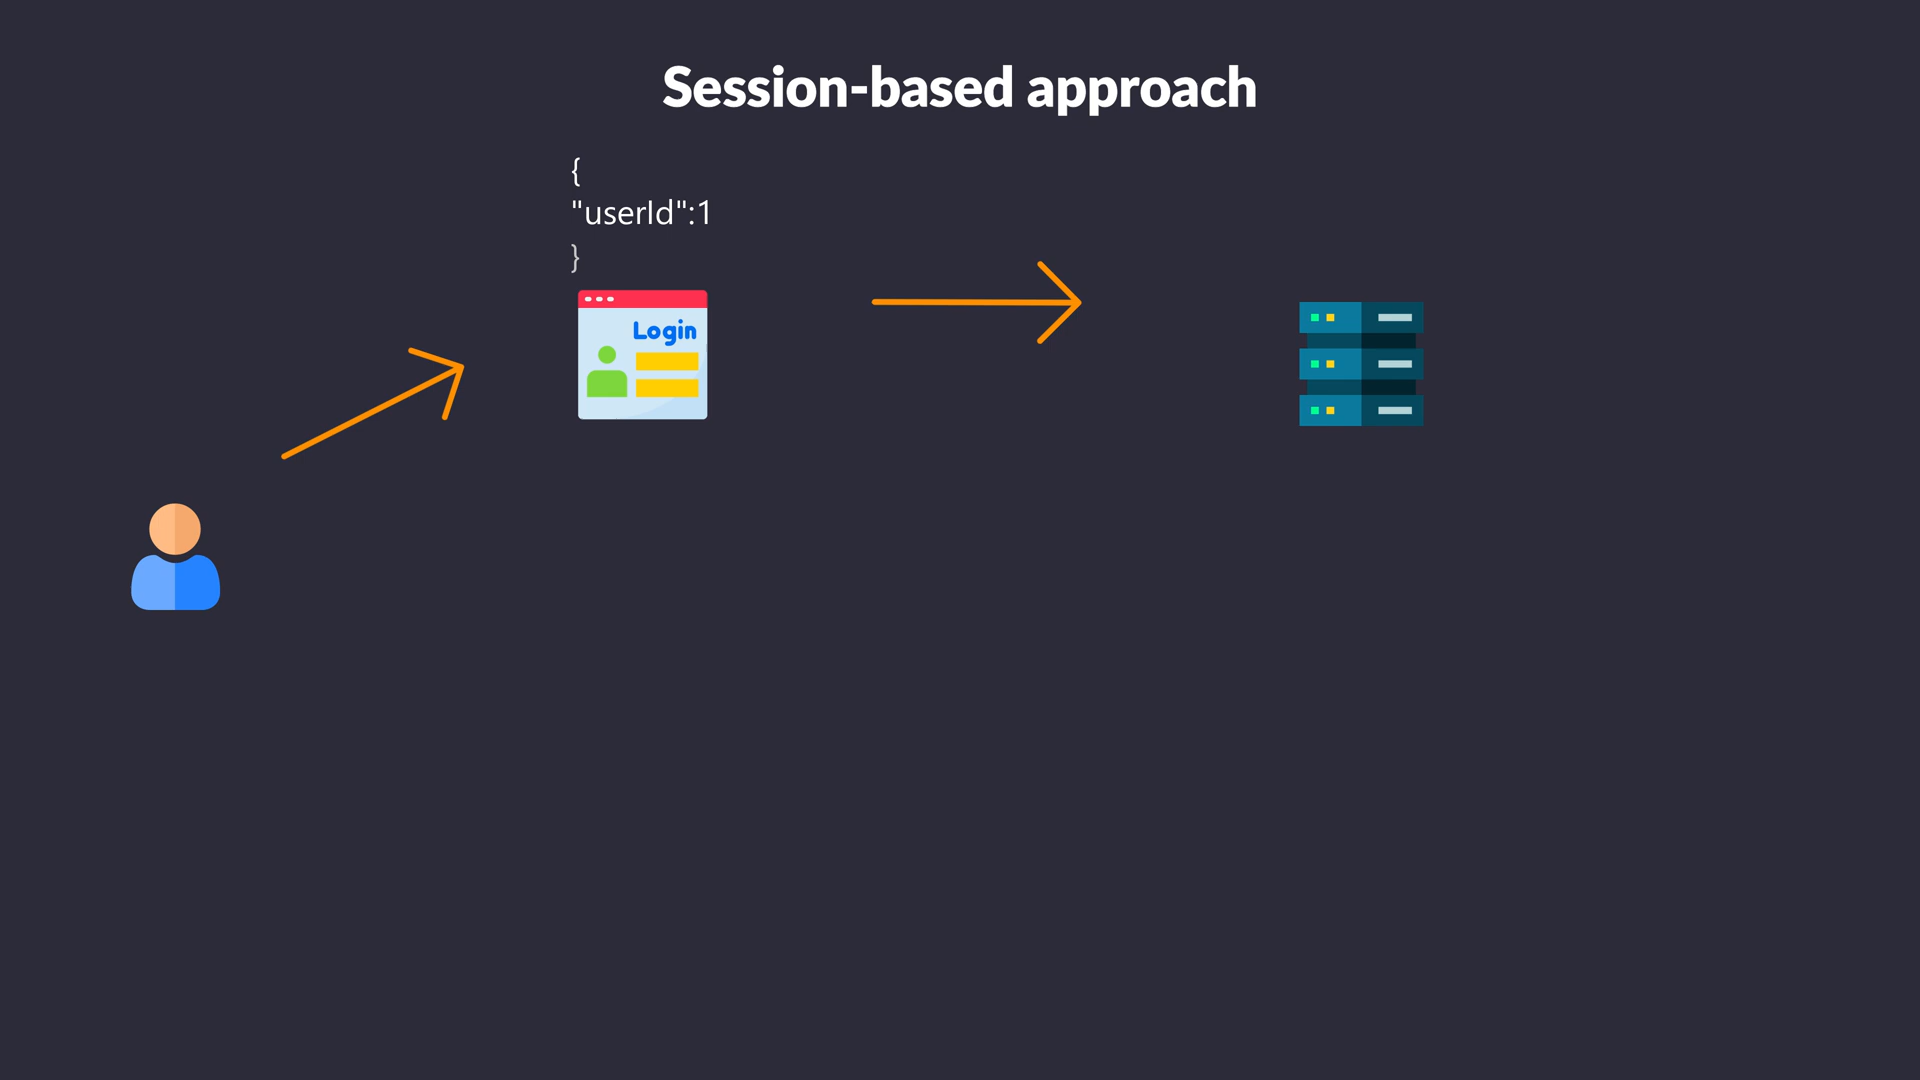 Session-based approach
{
"userId":1
}
Login